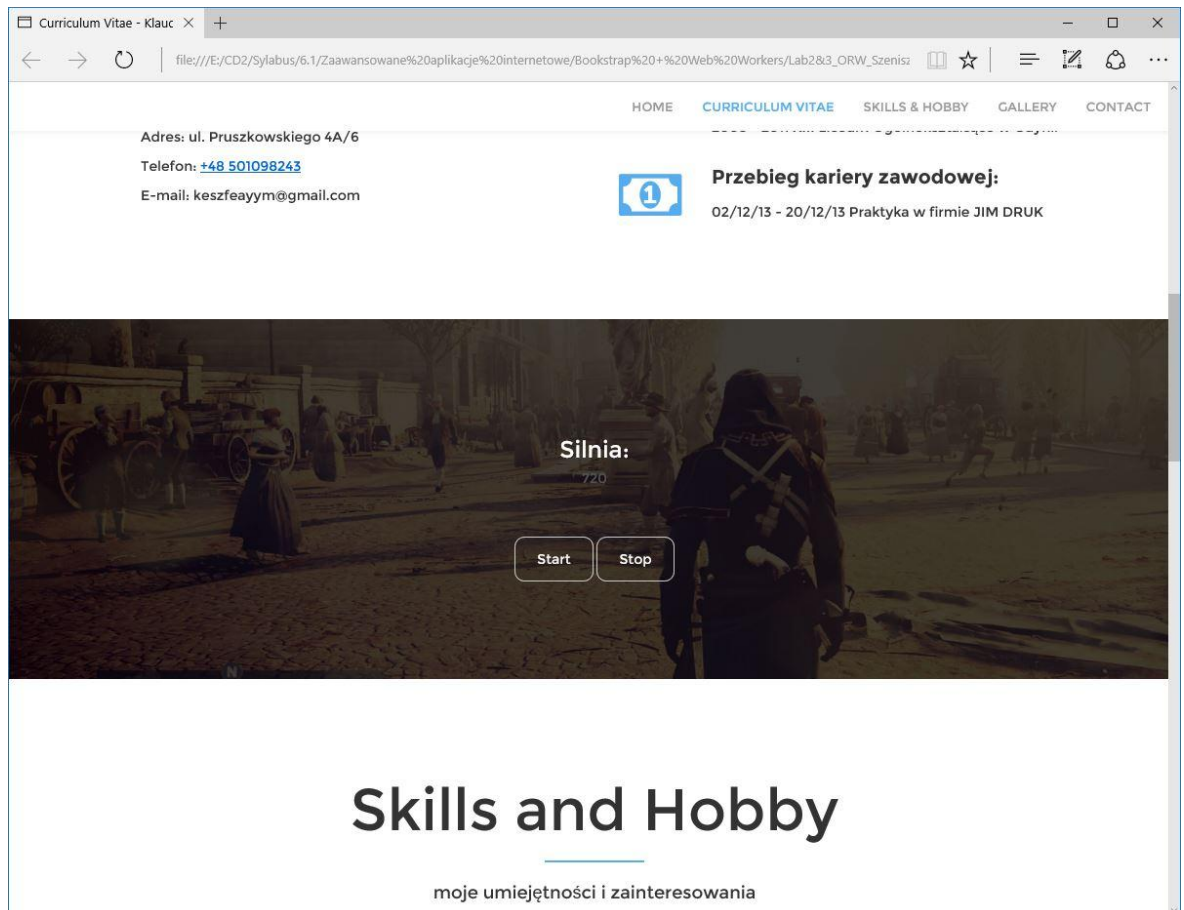 Curriculum Vitae - Klauc
file:///E:/CD2/Sylabus/6.1/Zaawansowane%20aplikacje%20internetowe/Bookstrap%20+%20Web%20Workers/Lab2&3_ORW_Szenisz
HOME CURRICULUM VITAE SKILLS & HOBBY GALLERY CONTACT
Adres: ul. Pruszkowskiego 4A/6
Telefon: +48 501098243
E-mail: keszfeayym@gmail.com
Przebieg kariery zawodowej:
02/12/13 - 20/12/13 Praktyka w firmie JIM DRUK
1
Silnia:
720
Start Stop
N
Skills and Hobby
moje umiejętności i zainteresowania